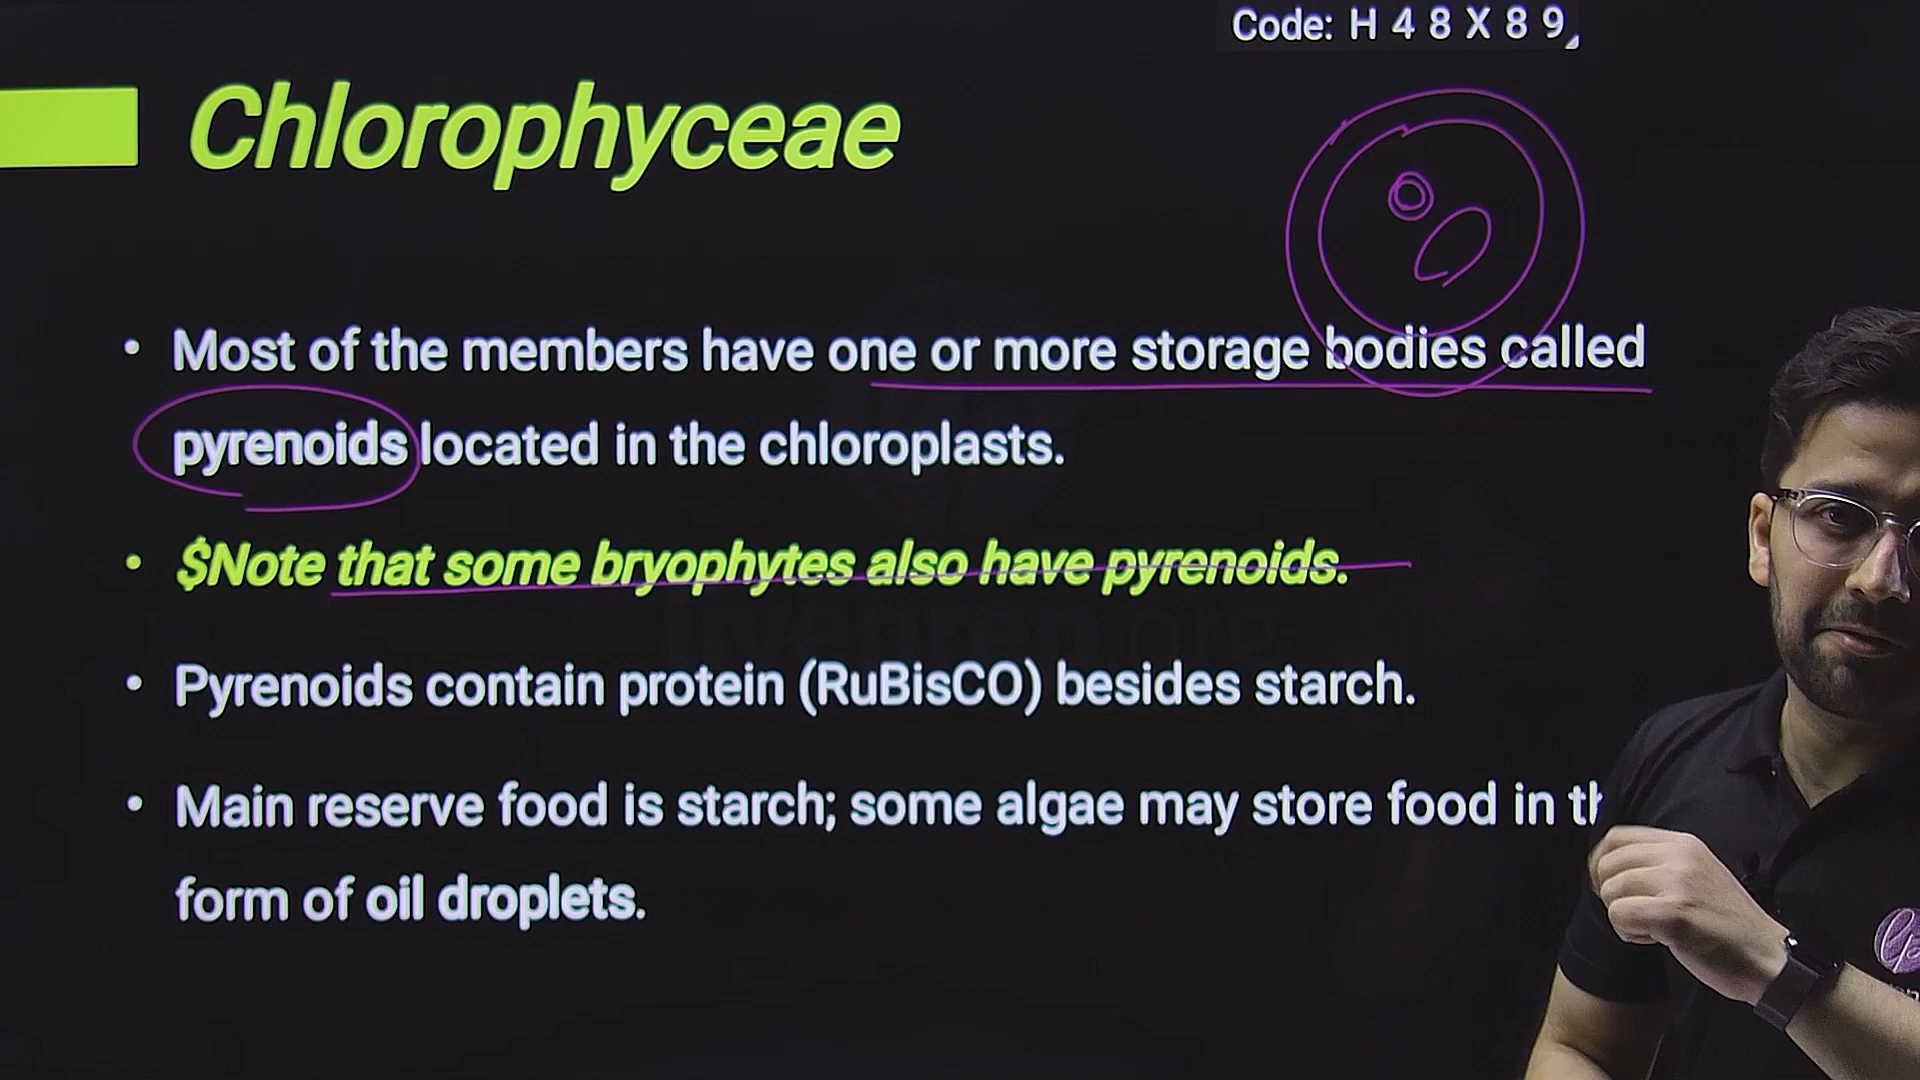 Code: H 4 8 X 8 9
Chlorophyceae
• Most of the members have one or more storage bodies called
pyrenoids located in the chloroplasts.
• $Note that some bryophytes also have pyrenoids.
• Pyrenoids contain protein (RuBisCO) besides starch.
• Main reserve food is starch; some algae may store food in
form of oil droplets.
liveprep.org